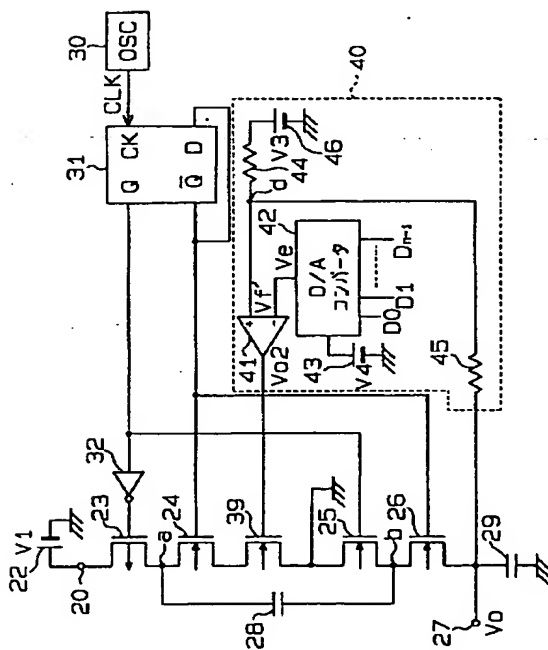 30
OSC
CLK
31
Q CK
Q̄ D
32
V1
22
20
23
a
24
39
25
b
26
28
29
27
Vo
40
41
Vo2
Vf
Ve
42
D/A
コンバータ
43
V4
D0
D1
Dn-1
d
44
V3
46
45